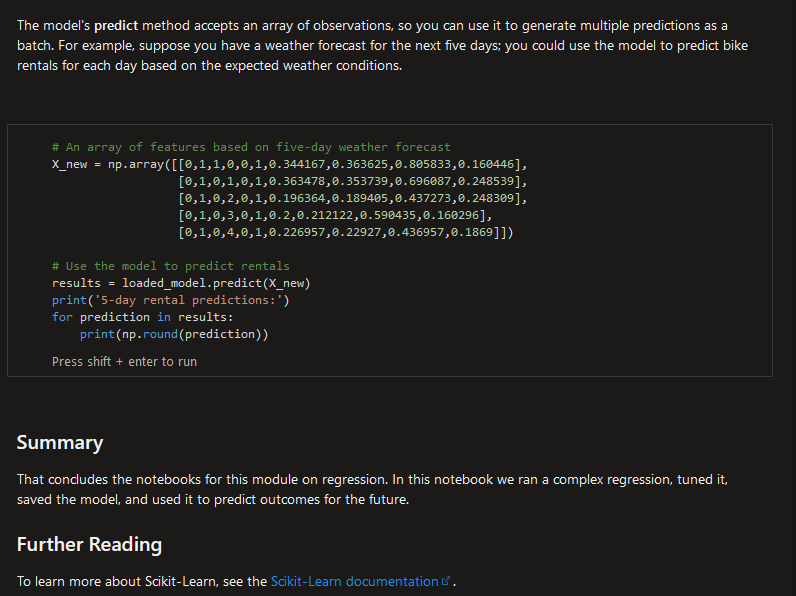 The model's predict method accepts an array of observations, so you can use it to generate multiple predictions as a
batch. For example, suppose you have a weather forecast for the next five days; you could use the model to predict bike
rentals for each day based on the expected weather conditions.
# An array of features based on five-day weather forecast
X_new = np.array([[0,1,1,0,0,1,0.344167,0.363625,0.805833,0.160446],
[0,1,0,1,0,1,0.363478,0.353739,0.696087,0.248539],
[0,1,0,2,0,1,0.196364,0.189405,0.437273,0.248309],
[0,1,0,3,0,1,0.2,0.212122,0.590435,0.160296],
[0,1,0,4,0,1,0.226957,0.22927,0.436957,0.1869]])
# Use the model to predict rentals
results = loaded_model.predict(X_new)
print('5-day rental predictions:')
for prediction in results:
print(np.round(prediction))
Press shift + enter to run
Summary
That concludes the notebooks for this module on regression. In this notebook we ran a complex regression, tuned it,
saved the model, and used it to predict outcomes for the future.
Further Reading
To learn more about Scikit-Learn, see the Scikit-Learn documentation .